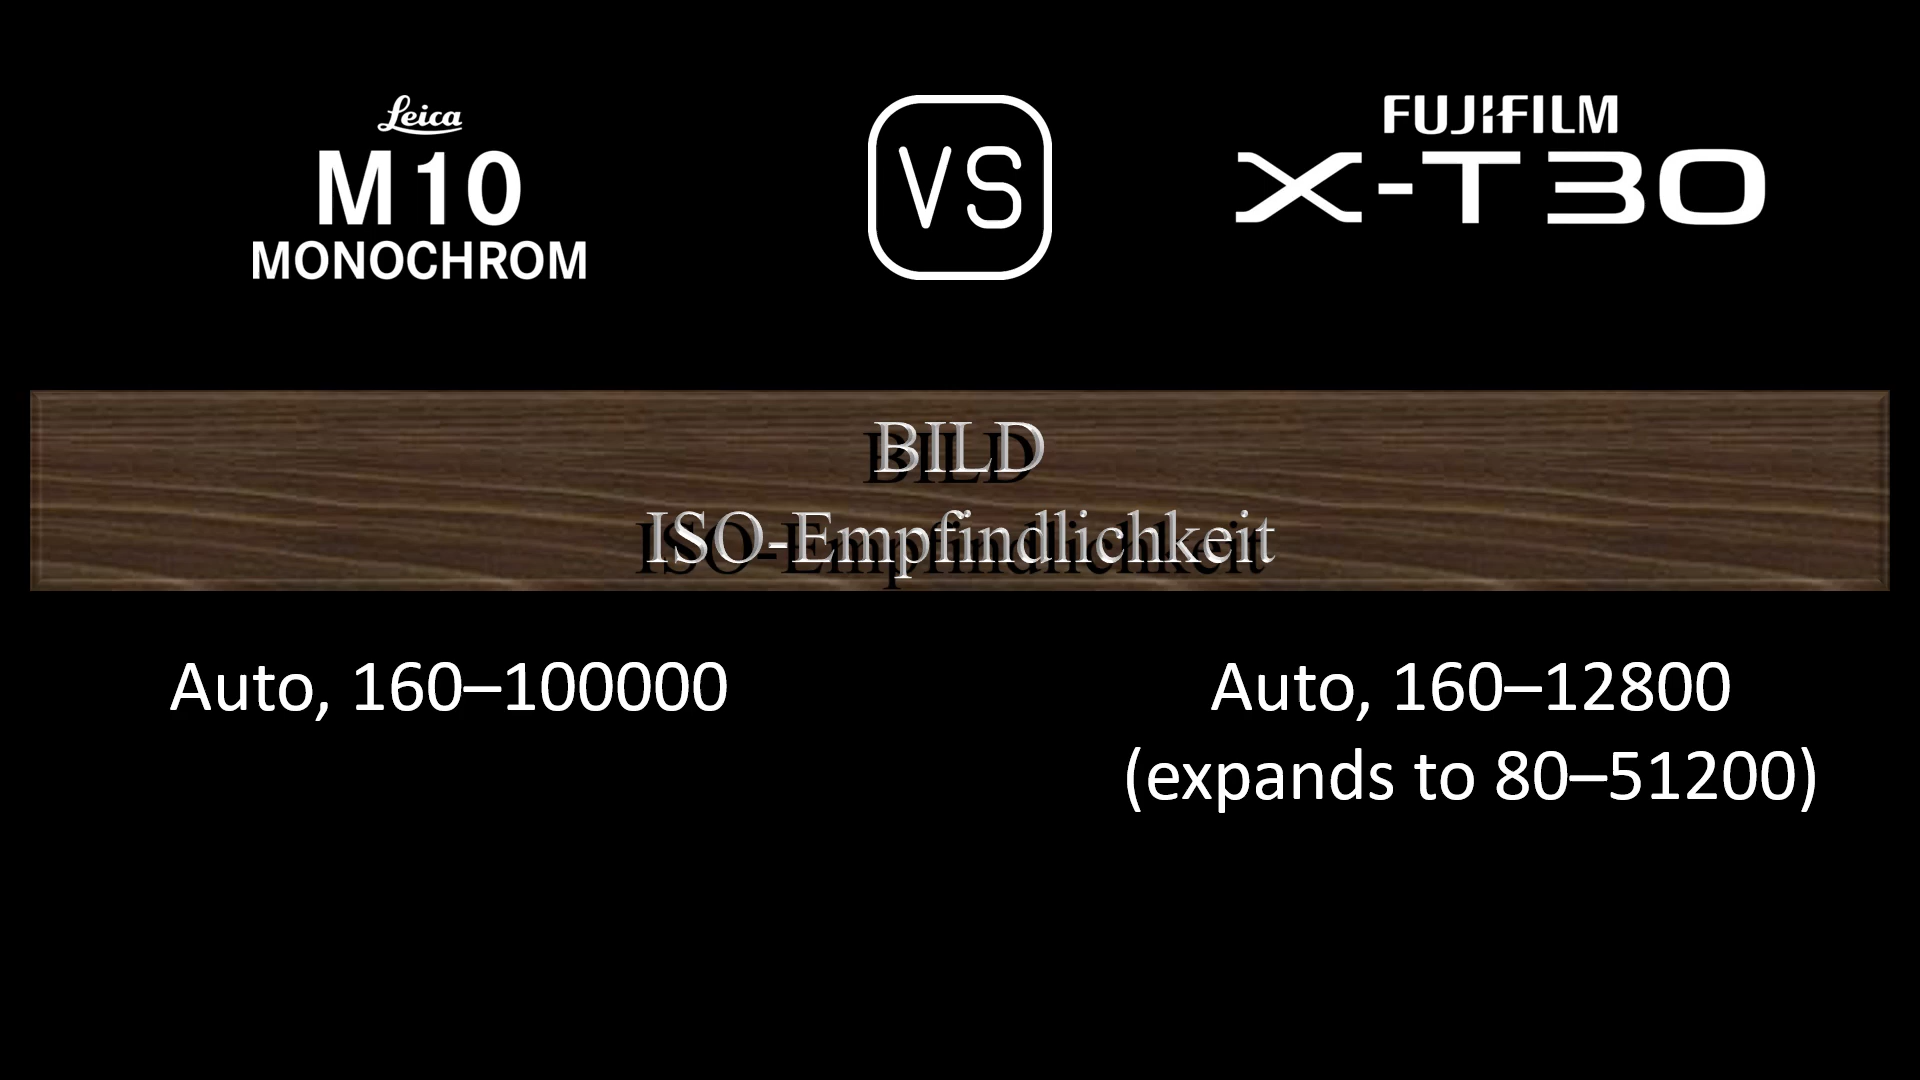 Leica
M10
MONOCHROM
VS
FUJIFILM
X-T30
BILD
ISO-Empfindlichkeit
Auto, 160–100000
Auto, 160–12800
(expands to 80–51200)